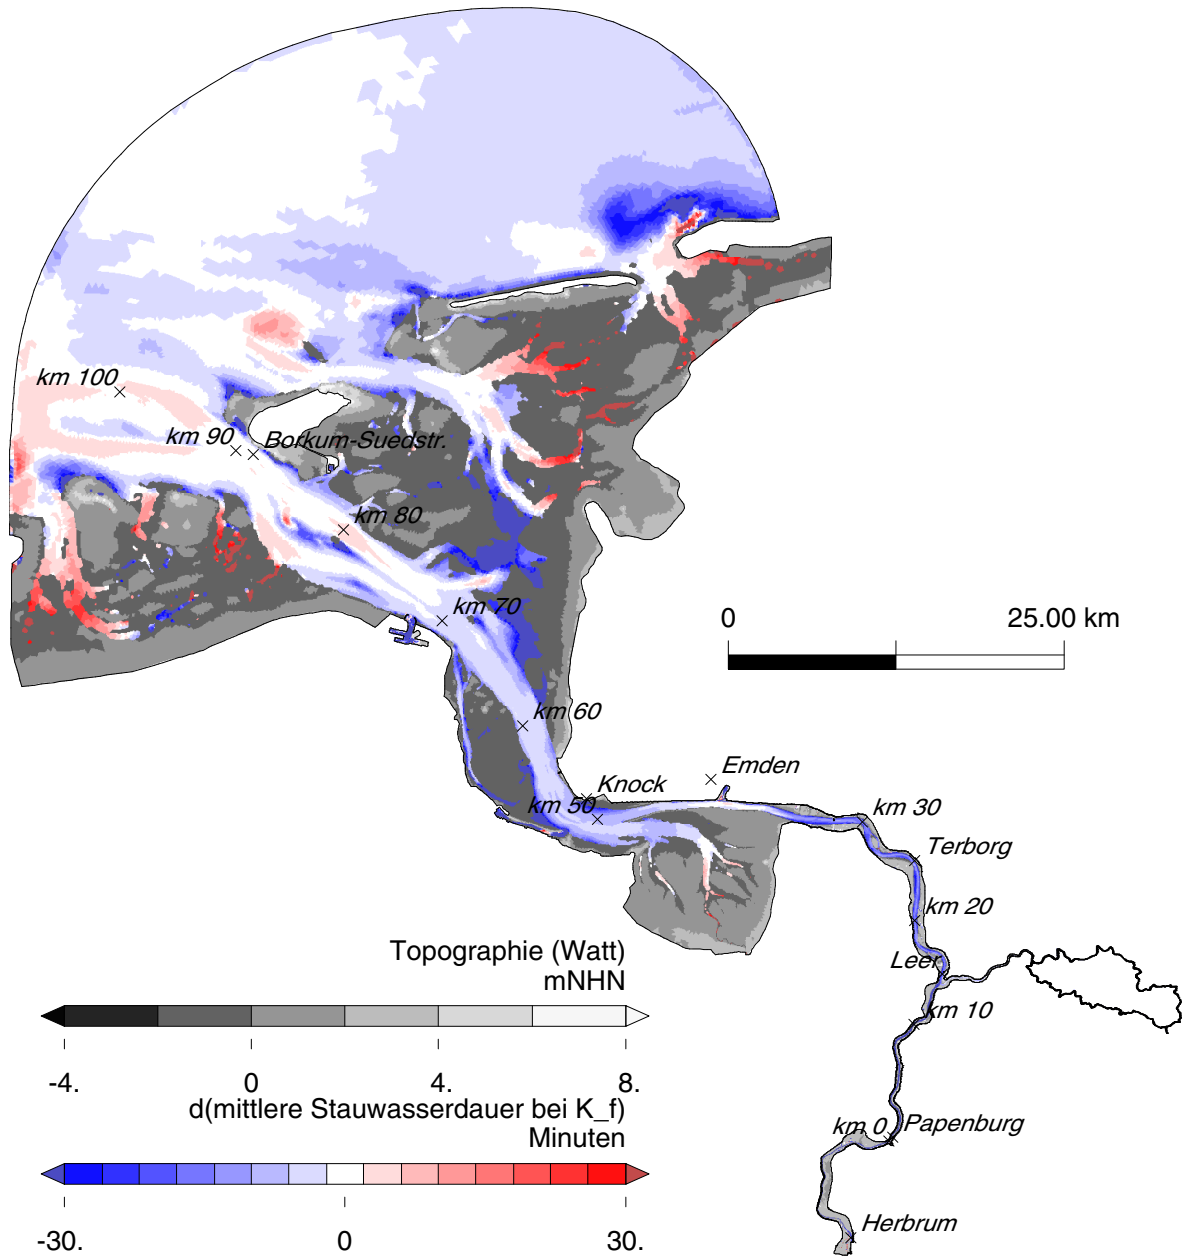 km 100
km 90
Borkum-Suedstr.
km 80
km 70
0
25.00 km
km 60
Knock
Emden
km 50
km 30
Terborg
km 20
Leer
km 10
km 0
Papenburg
Herbrum
Topographie (Watt)
mNHN
-4. 0 4. 8.
d(mittlere Stauwasserdauer bei K_f)
Minuten
-30. 0 30.